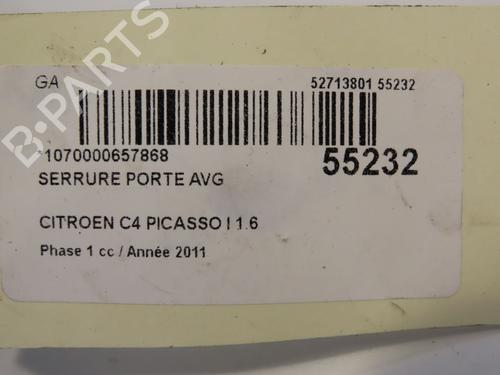 GA 52713801 55232
*1070000657868 55232
SERRURE PORTE AVG
CITROEN C4 PICASSO I 1.6
Phase 1 cc / Année 2011
B-PARTS